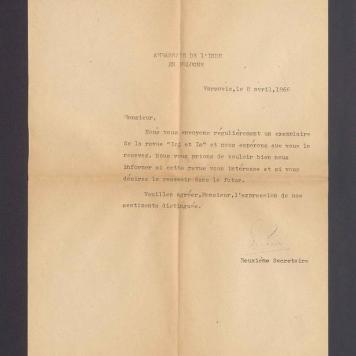 AMBASSADE DE L'INDE
EN POLOGNE
Varsovie, le 8 avril, 1966
Monsieur,
Nous vous envoyons régulièrement un exemplaire
de la revue "Ici et là" et nous espérons que vous le
recevez. Nous vous prions de vouloir bien nous
informer si cette revue vous intéresse et si vous
désirez la recevoir dans le futur.
Veuillez agréer, Monsieur, l'expression de nos
sentiments distingués.
Deuxième Secrétaire